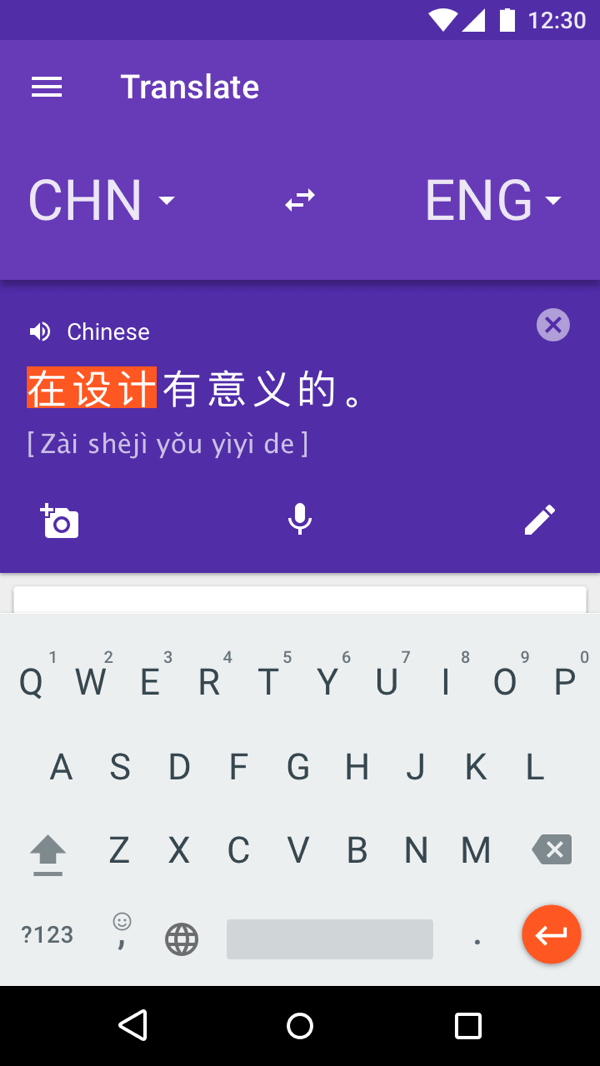 12:30
Translate
CHN ENG
Chinese
在设计有意义的。
[Zài shèjì yǒu yìyì de]
1 2 3 4 5 6 7 8 9 0
Q W E R T Y U I O P
A S D F G H J K L
Z X C V B N M
?123 , .